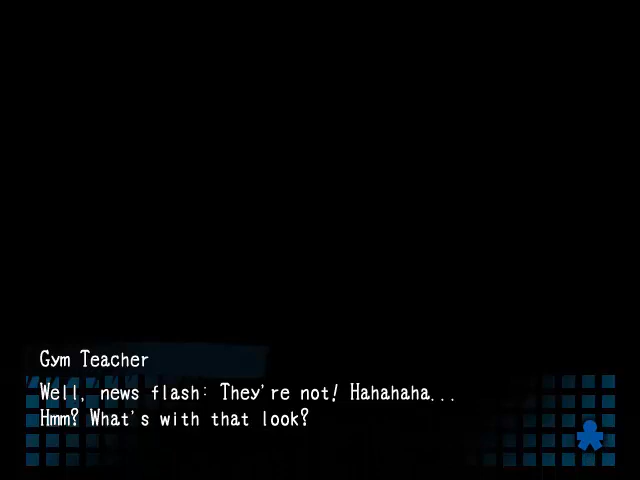 Gym Teacher
Well, news flash: They're not! Hahahaha...
Hmm? What's with that look?